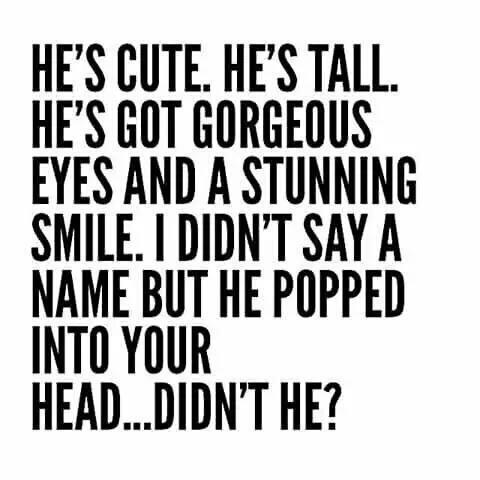 HE'S CUTE. HE'S TALL.
HE'S GOT GORGEOUS
EYES AND A STUNNING
SMILE. I DIDN'T SAY A
NAME BUT HE POPPED
INTO YOUR
HEAD...DIDN'T HE?